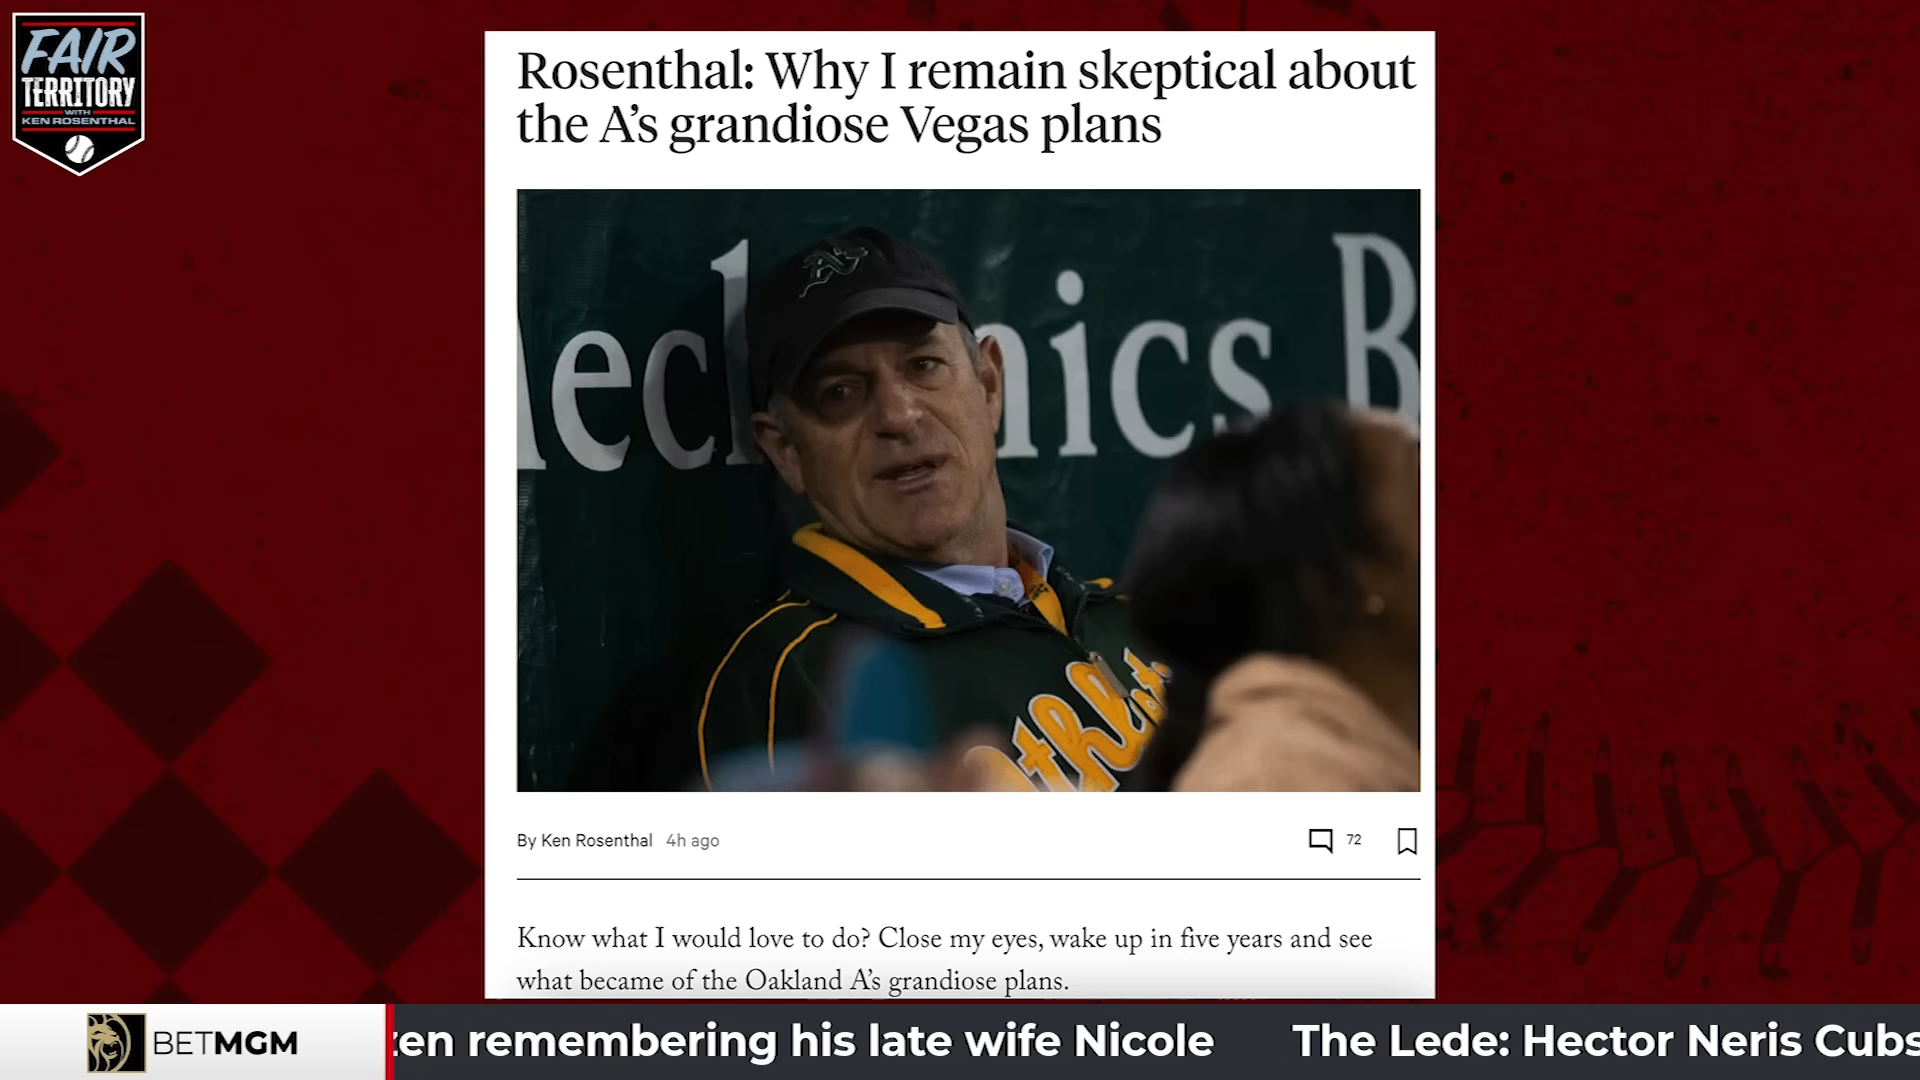 FAIR
TERRITORY
WITH
KEN ROSENTHAL
Rosenthal: Why I remain skeptical about
the A's grandiose Vegas plans
A's
ics B
By Ken Rosenthal 4h ago
72
Know what I would love to do? Close my eyes, wake up in five years and see
what became of the Oakland A's grandiose plans.
BETMGM
zen remembering his late wife Nicole
The Lede: Hector Neris Cubs